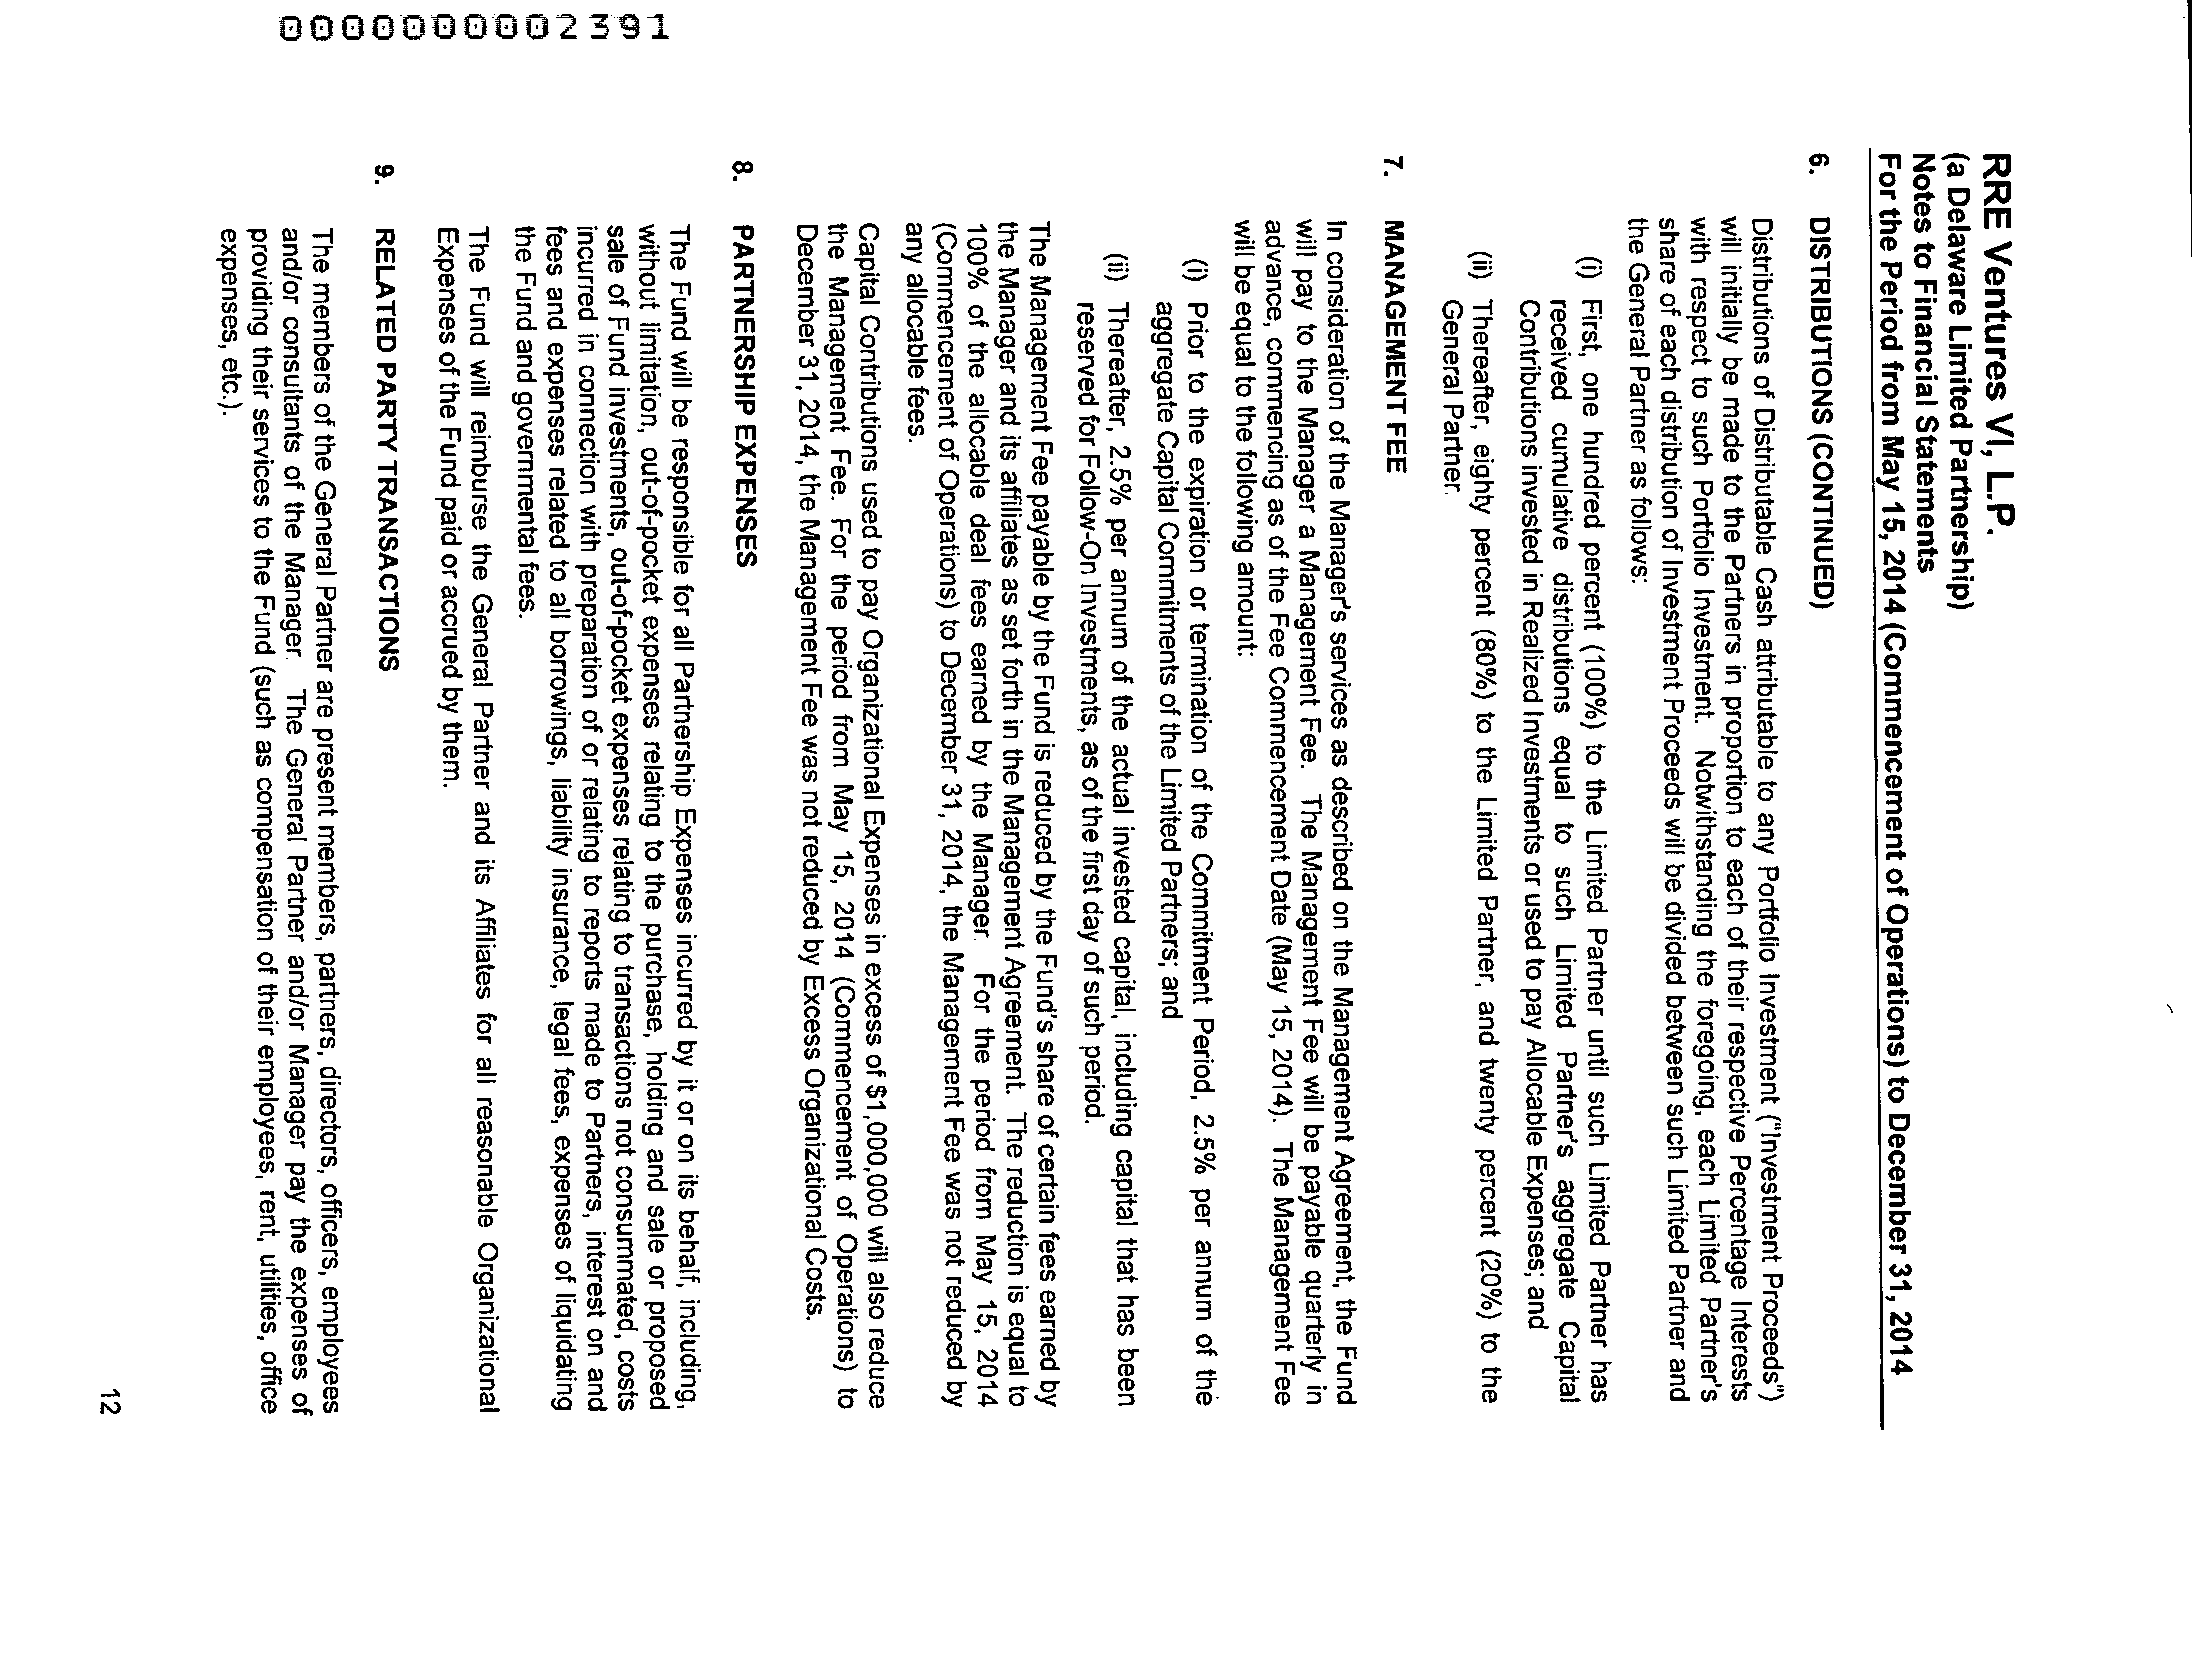 RRE Ventures VI, L.P.
(a Delaware Limited Partnership)
Notes to Financial Statements
For the Period from May 15, 2014 (Commencement of Operations) to December 31, 2014
6. DISTRIBUTIONS (CONTINUED)
Distributions of Distributable Cash attributable to any Portfolio Investment ("Investment Proceeds")
will initially be made to the Partners in proportion to each of their respective Percentage Interests
with respect to such Portfolio Investment. Notwithstanding the foregoing, each Limited Partner's
share of each distribution of Investment Proceeds will be divided between such Limited Partner and
the General Partner as follows:
(i) First, one hundred percent (100%) to the Limited Partner until such Limited Partner has
received cumulative distributions equal to such Limited Partner's aggregate Capital
Contributions invested in Realized Investments or used to pay Allocable Expenses; and
(ii) Thereafter, eighty percent (80%) to the Limited Partner, and twenty percent (20%) to the
General Partner.
7. MANAGEMENT FEE
In consideration of the Manager's services as described on the Management Agreement, the Fund
will pay to the Manager a Management Fee. The Management Fee will be payable quarterly in
advance, commencing as of the Fee Commencement Date (May 15, 2014). The Management Fee
will be equal to the following amount:
(i) Prior to the expiration or termination of the Commitment Period, 2.5% per annum of the
aggregate Capital Commitments of the Limited Partners; and
(ii) Thereafter, 2.5% per annum of the actual invested capital, including capital that has been
reserved for Follow-On Investments, as of the first day of such period.
The Management Fee payable by the Fund is reduced by the Fund's share of certain fees earned by
the Manager and its affiliates as set forth in the Management Agreement. The reduction is equal to
100% of the allocable deal fees earned by the Manager. For the period from May 15, 2014
(Commencement of Operations) to December 31, 2014, the Management Fee was not reduced by
any allocable fees.
Capital Contributions used to pay Organizational Expenses in excess of $1,000,000 will also reduce
the Management Fee. For the period from May 15, 2014 (Commencement of Operations) to
December 31, 2014, the Management Fee was not reduced by Excess Organizational Costs.
8. PARTNERSHIP EXPENSES
The Fund will be responsible for all Partnership Expenses incurred by it or on its behalf, including,
without limitation, out-of-pocket expenses relating to the purchase, holding and sale or proposed
sale of Fund investments, out-of-pocket expenses relating to transactions not consummated, costs
incurred in connection with preparation of or relating to reports made to Partners, interest on and
fees and expenses related to all borrowings, liability insurance, legal fees, expenses of liquidating
the Fund and governmental fees.
The Fund will reimburse the General Partner and its Affiliates for all reasonable Organizational
Expenses of the Fund paid or accrued by them.
9. RELATED PARTY TRANSACTIONS
The members of the General Partner are present members, partners, directors, officers, employees
and/or consultants of the Manager. The General Partner and/or Manager pay the expenses of
providing their services to the Fund (such as compensation of their employees, rent, utilities, office
expenses, etc.).
12
0000000002391